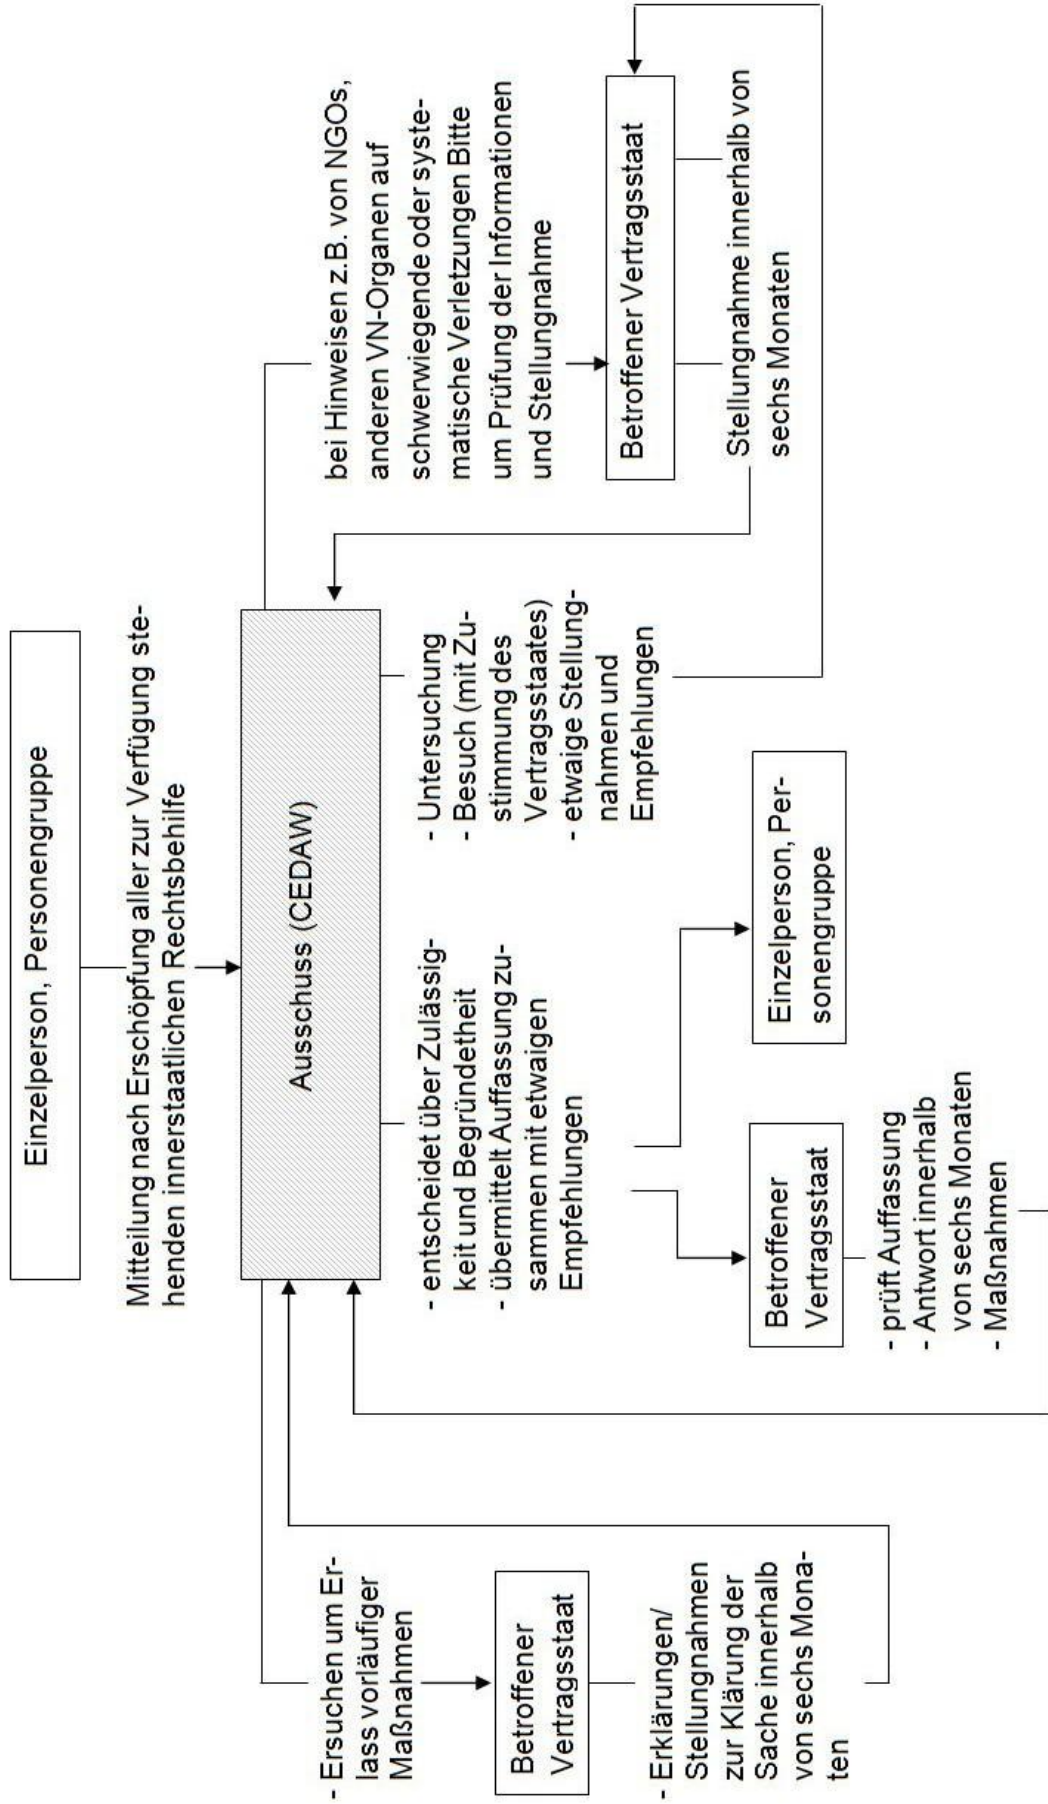 Einzelperson, Personengruppe
Mitteilung nach Erschöpfung aller zur Verfügung ste-
henden innerstaatlichen Rechtsbehilfe
Ausschuss (CEDAW)
- Ersuchen um Er-
lass vorläufiger
Maßnahmen
Betroffener
Vertragsstaat
- Erklärungen/
Stellungnahmen
zur Klärung der
Sache innerhalb
von sechs Mona-
ten
- entscheidet über Zulässig-
keit und Begründetheit
- übermittelt Auffassung zu-
sammen mit etwaigen
Empfehlungen
Betroffener
Vertragsstaat
- prüft Auffassung
- Antwort innerhalb
von sechs Monaten
- Maßnahmen
Einzelperson, Per-
sonengruppe
- Untersuchung
- Besuch (mit Zu-
stimmung des
Vertragsstaates)
- etwaige Stellung-
nahmen und
Empfehlungen
bei Hinweisen z.B. von NGOs,
anderen VN-Organen auf
schwerwiegende oder syste-
matische Verletzungen Bitte
um Prüfung der Informationen
und Stellungnahme
Betroffener Vertragsstaat
Stellungnahme innerhalb von
sechs Monaten